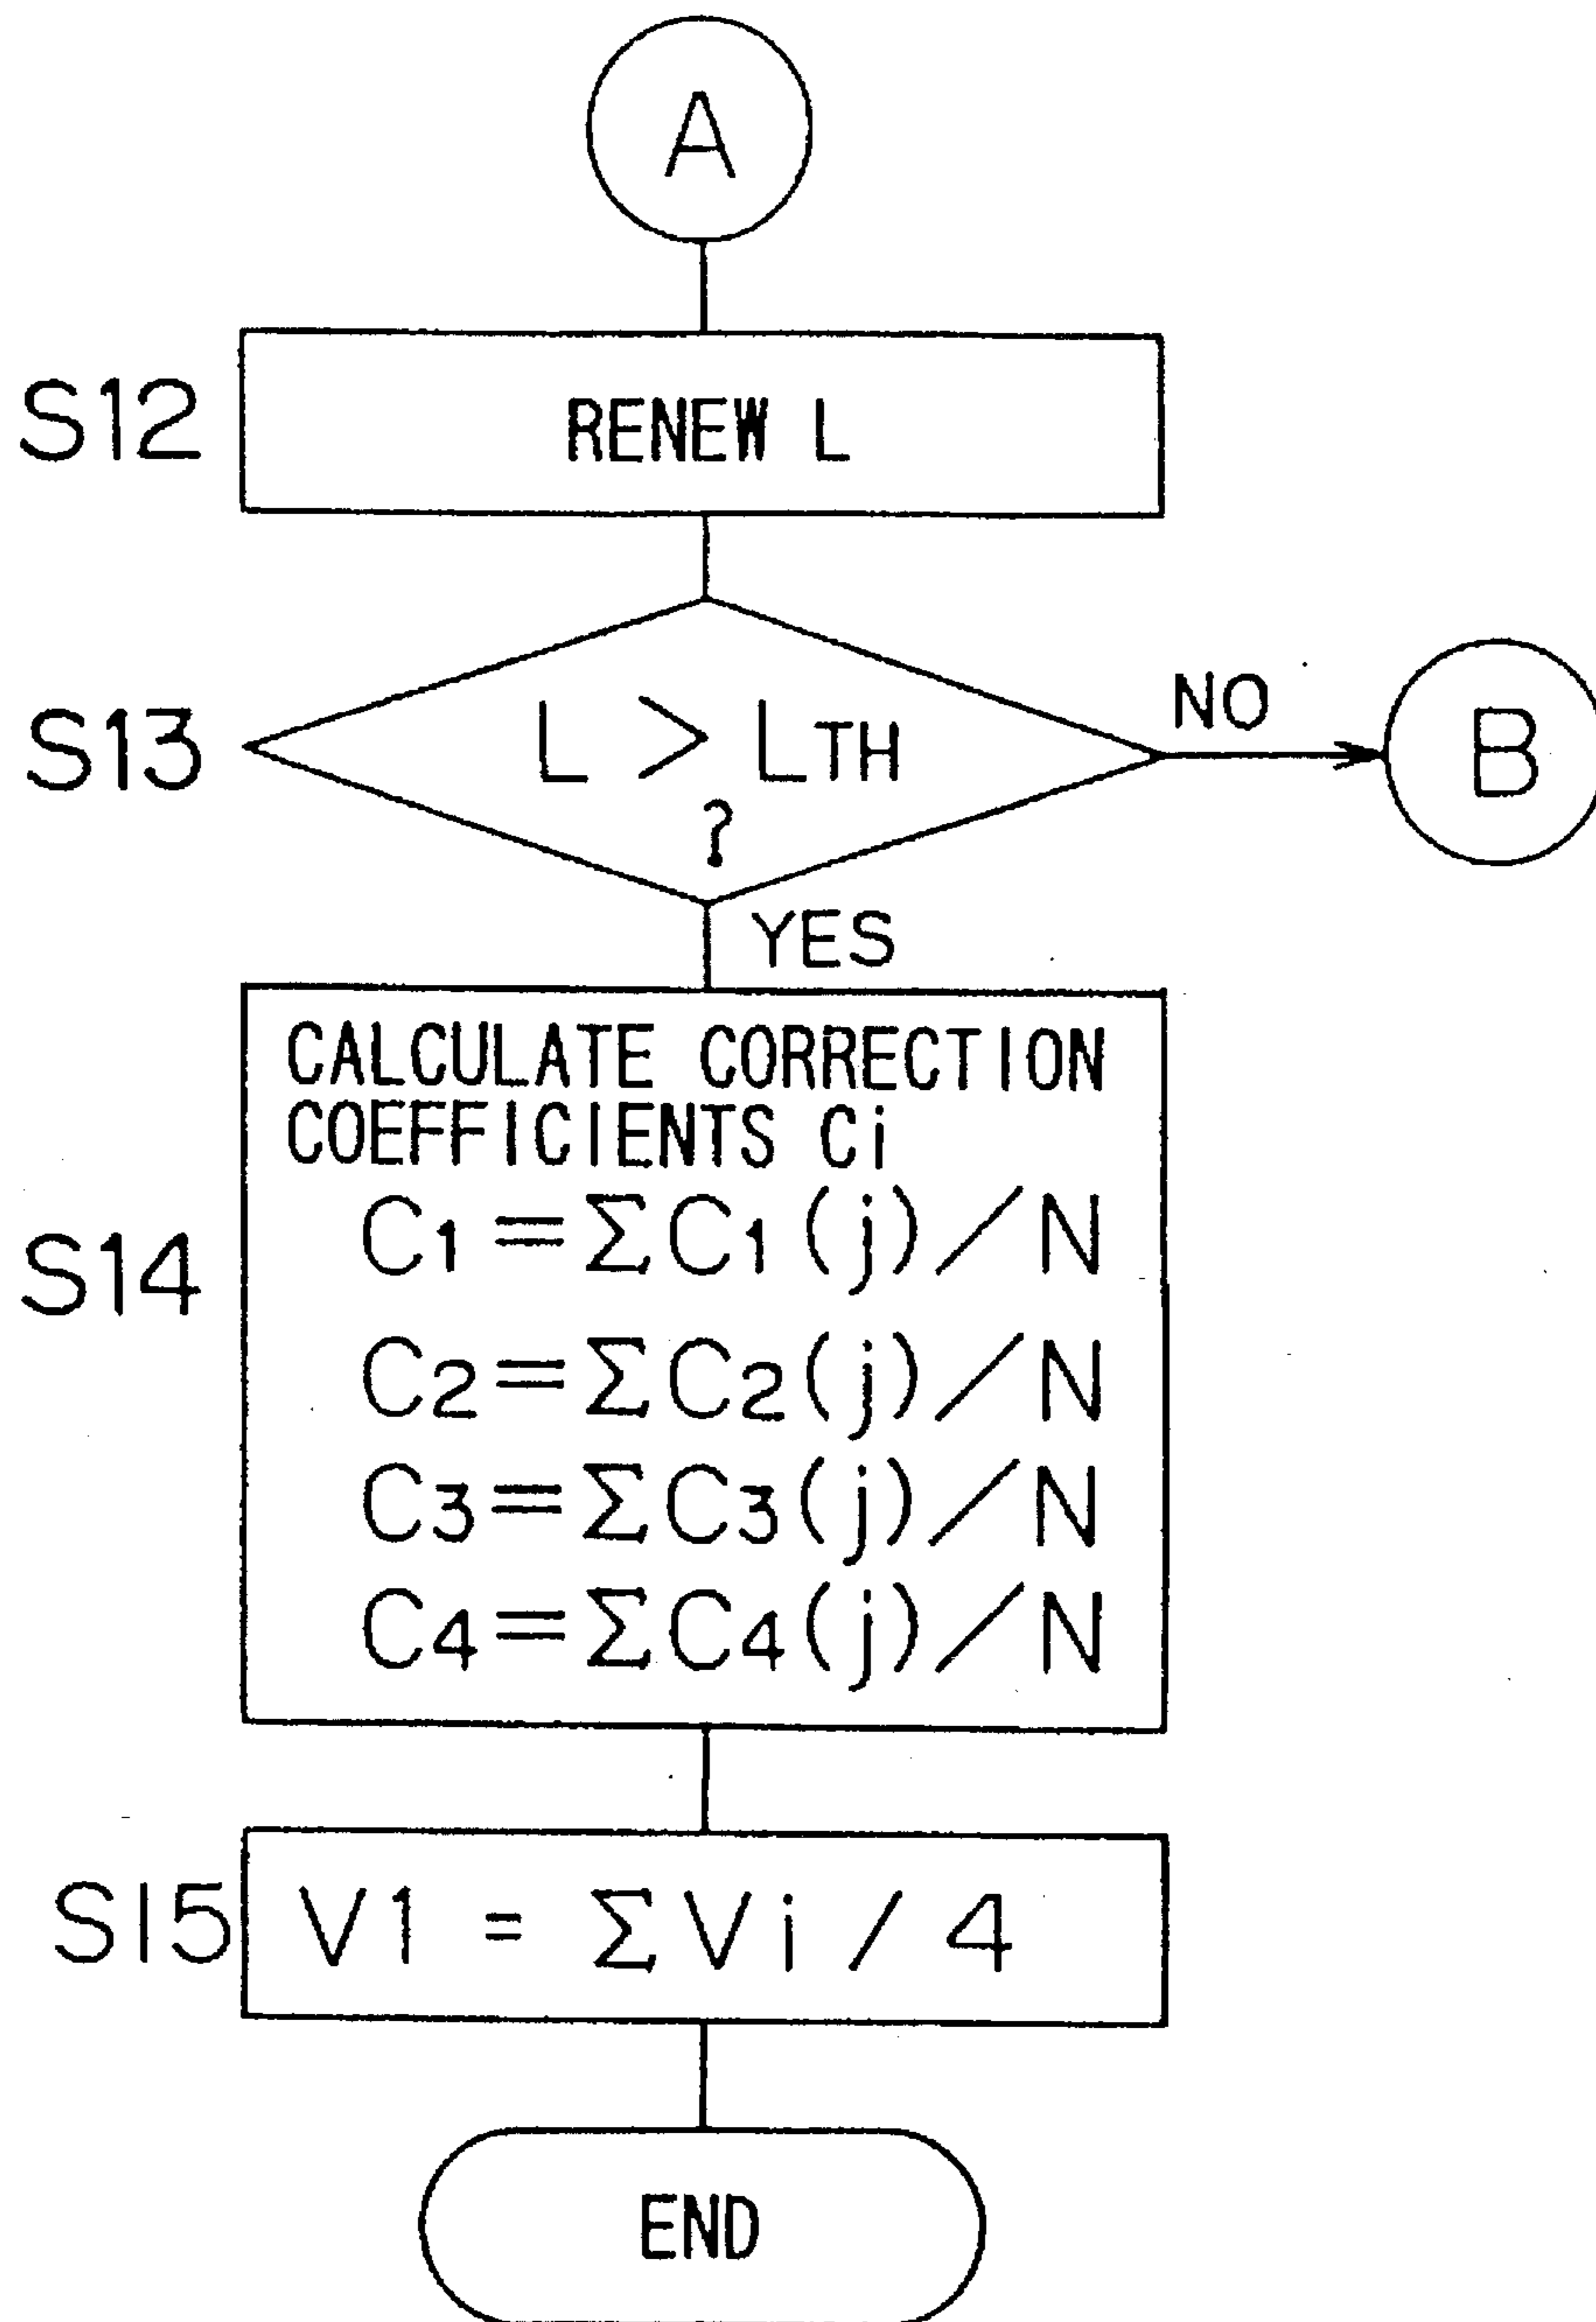 A
S12
RENEW L
S13
L > LTH
?
NO
B
YES
S14
CALCULATE CORRECTION
COEFFICIENTS Ci
C1=ΣC1(j)/N
C2=ΣC2(j)/N
C3=ΣC3(j)/N
C4=ΣC4(j)/N
S15
V1 = ΣVi / 4
END